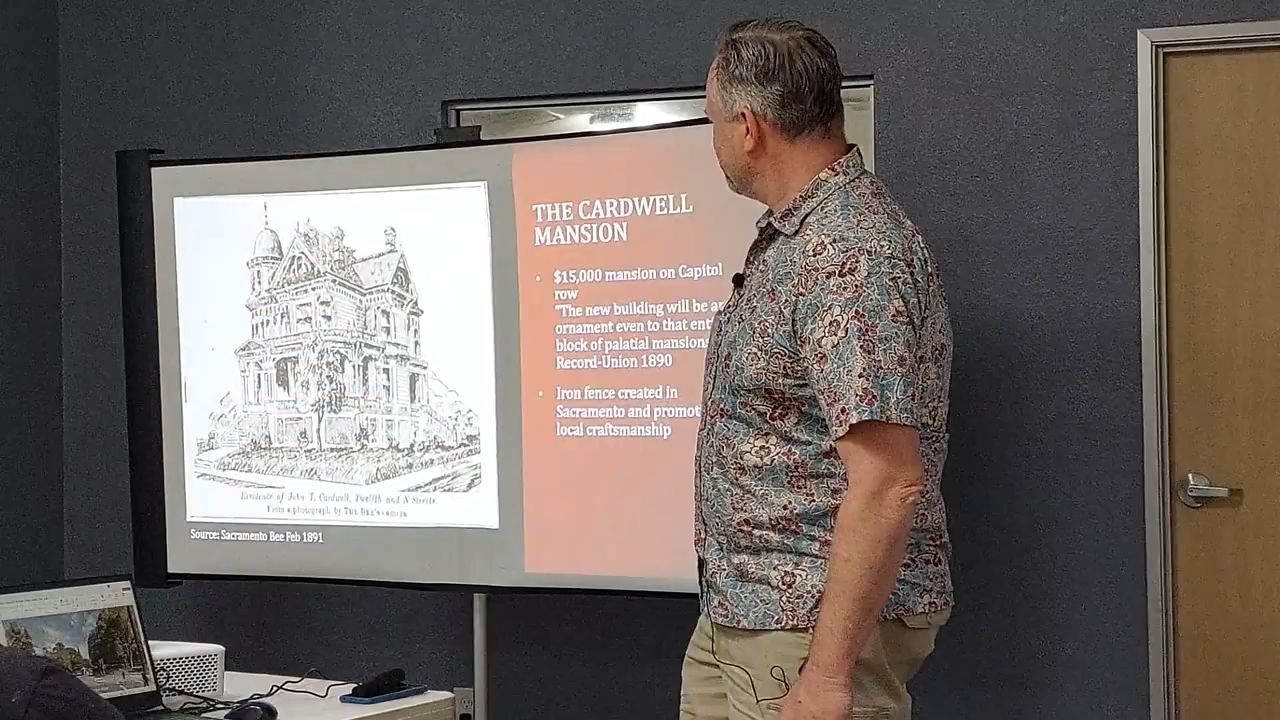 THE CARDWELL
MANSION
• $15,000 mansion on Capitol
row
"The new building will be an
ornament even to that ent
block of palatial mansions
Record-Union 1890
• Iron fence created in
Sacramento and promot
local craftsmanship
Residence of John T. Cardwell, Twelfth and N Streets.
From a photograph by THE BEE'S camera
Source: Sacramento Bee Feb 1891